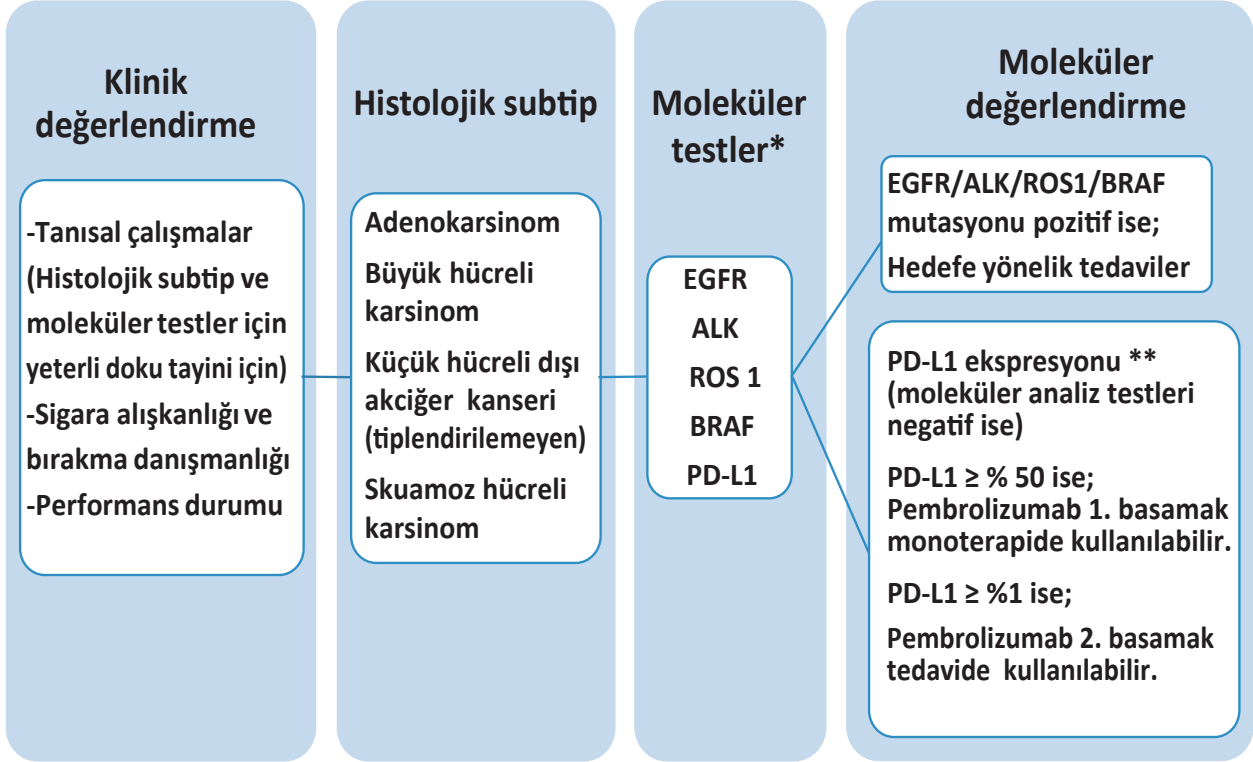 Klinik
değerlendirme
-Tanısal çalışmalar
(Histolojik subtip ve
moleküler testler için
yeterli doku tayini için)
-Sigara alışkanlığı ve
bırakma danışmanlığı
-Performans durumu
Histolojik subtip
Adenokarsinom
Büyük hücreli
karsinom
Küçük hücreli dışı
akciğer kanseri
(tiplendirilemeyen)
Skuamoz hücreli
karsinom
Moleküler
testler*
EGFR
ALK
ROS 1
BRAF
PD-L1
Moleküler
değerlendirme
EGFR/ALK/ROS1/BRAF
mutasyonu pozitif ise;
Hedefe yönelik tedaviler
PD-L1 ekspresyonu **
(moleküler analiz testleri
negatif ise)
PD-L1 ≥ % 50 ise;
Pembrolizumab 1. basamak
monoterapide kullanılabilir.
PD-L1 ≥ %1 ise;
Pembrolizumab 2. basamak
tedavide kullanılabilir.